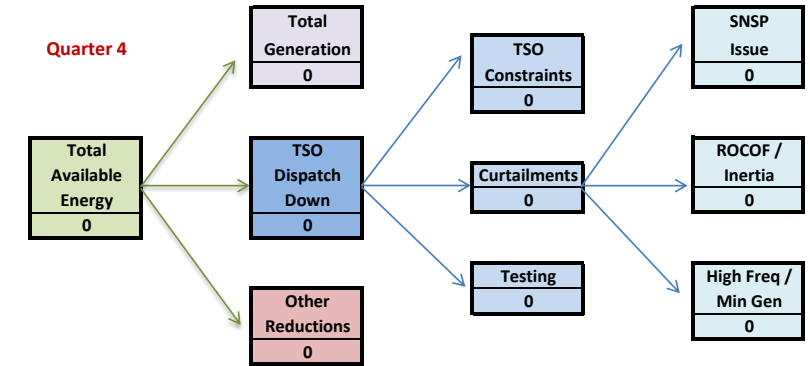 Quarter 4
Total
Available
Energy
0
Total
Generation
0
TSO
Dispatch
Down
0
Other
Reductions
0
TSO
Constraints
0
Curtailments
0
Testing
0
SNSP
Issue
0
ROCOF /
Inertia
0
High Freq /
Min Gen
0